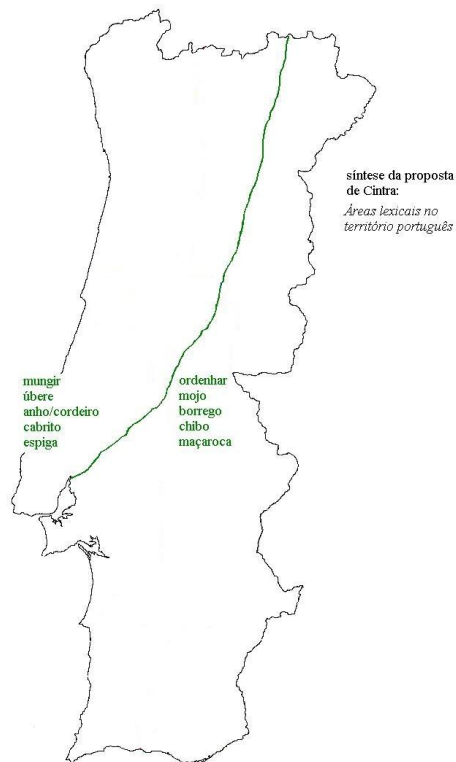 síntese da proposta
de Cintra:
Áreas lexicais no
território português
mungir
úbere
anho/cordeiro
cabrito
espiga
ordenhar
mojo
borrego
chibo
maçaroca